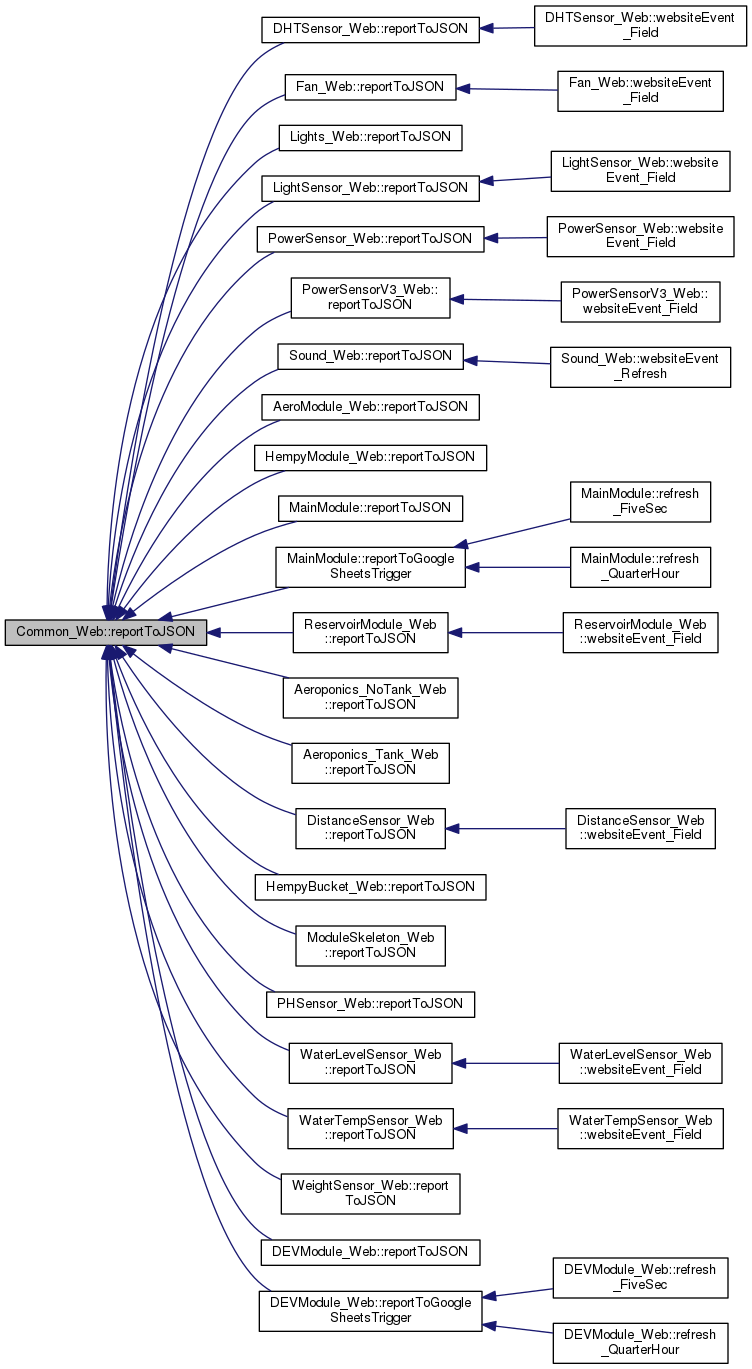 DHTSensor_Web::reportToJSON
DHTSensor_Web::websiteEvent
_Field
Fan_Web::reportToJSON
Fan_Web::websiteEvent
_Field
Lights_Web::reportToJSON
LightSensor_Web::reportToJSON
LightSensor_Web::website
Event_Field
PowerSensor_Web::reportToJSON
PowerSensor_Web::website
Event_Field
PowerSensorV3_Web::
reportToJSON
PowerSensorV3_Web::
websiteEvent_Field
Sound_Web::reportToJSON
Sound_Web::websiteEvent
_Refresh
AeroModule_Web::reportToJSON
HempyModule_Web::reportToJSON
MainModule::reportToJSON
MainModule::reportToGoogle
SheetsTrigger
MainModule::refresh
_FiveSec
MainModule::refresh
_QuarterHour
Common_Web::reportToJSON
ReservoirModule_Web
::reportToJSON
ReservoirModule_Web
::websiteEvent_Field
Aeroponics_NoTank_Web
::reportToJSON
Aeroponics_Tank_Web
::reportToJSON
DistanceSensor_Web
::reportToJSON
DistanceSensor_Web
::websiteEvent_Field
HempyBucket_Web::reportToJSON
ModuleSkeleton_Web
::reportToJSON
PHSensor_Web::reportToJSON
WaterLevelSensor_Web
::reportToJSON
WaterLevelSensor_Web
::websiteEvent_Field
WaterTempSensor_Web
::reportToJSON
WaterTempSensor_Web
::websiteEvent_Field
WeightSensor_Web::report
ToJSON
DEVModule_Web::reportToJSON
DEVModule_Web::reportToGoogle
SheetsTrigger
DEVModule_Web::refresh
_FiveSec
DEVModule_Web::refresh
_QuarterHour